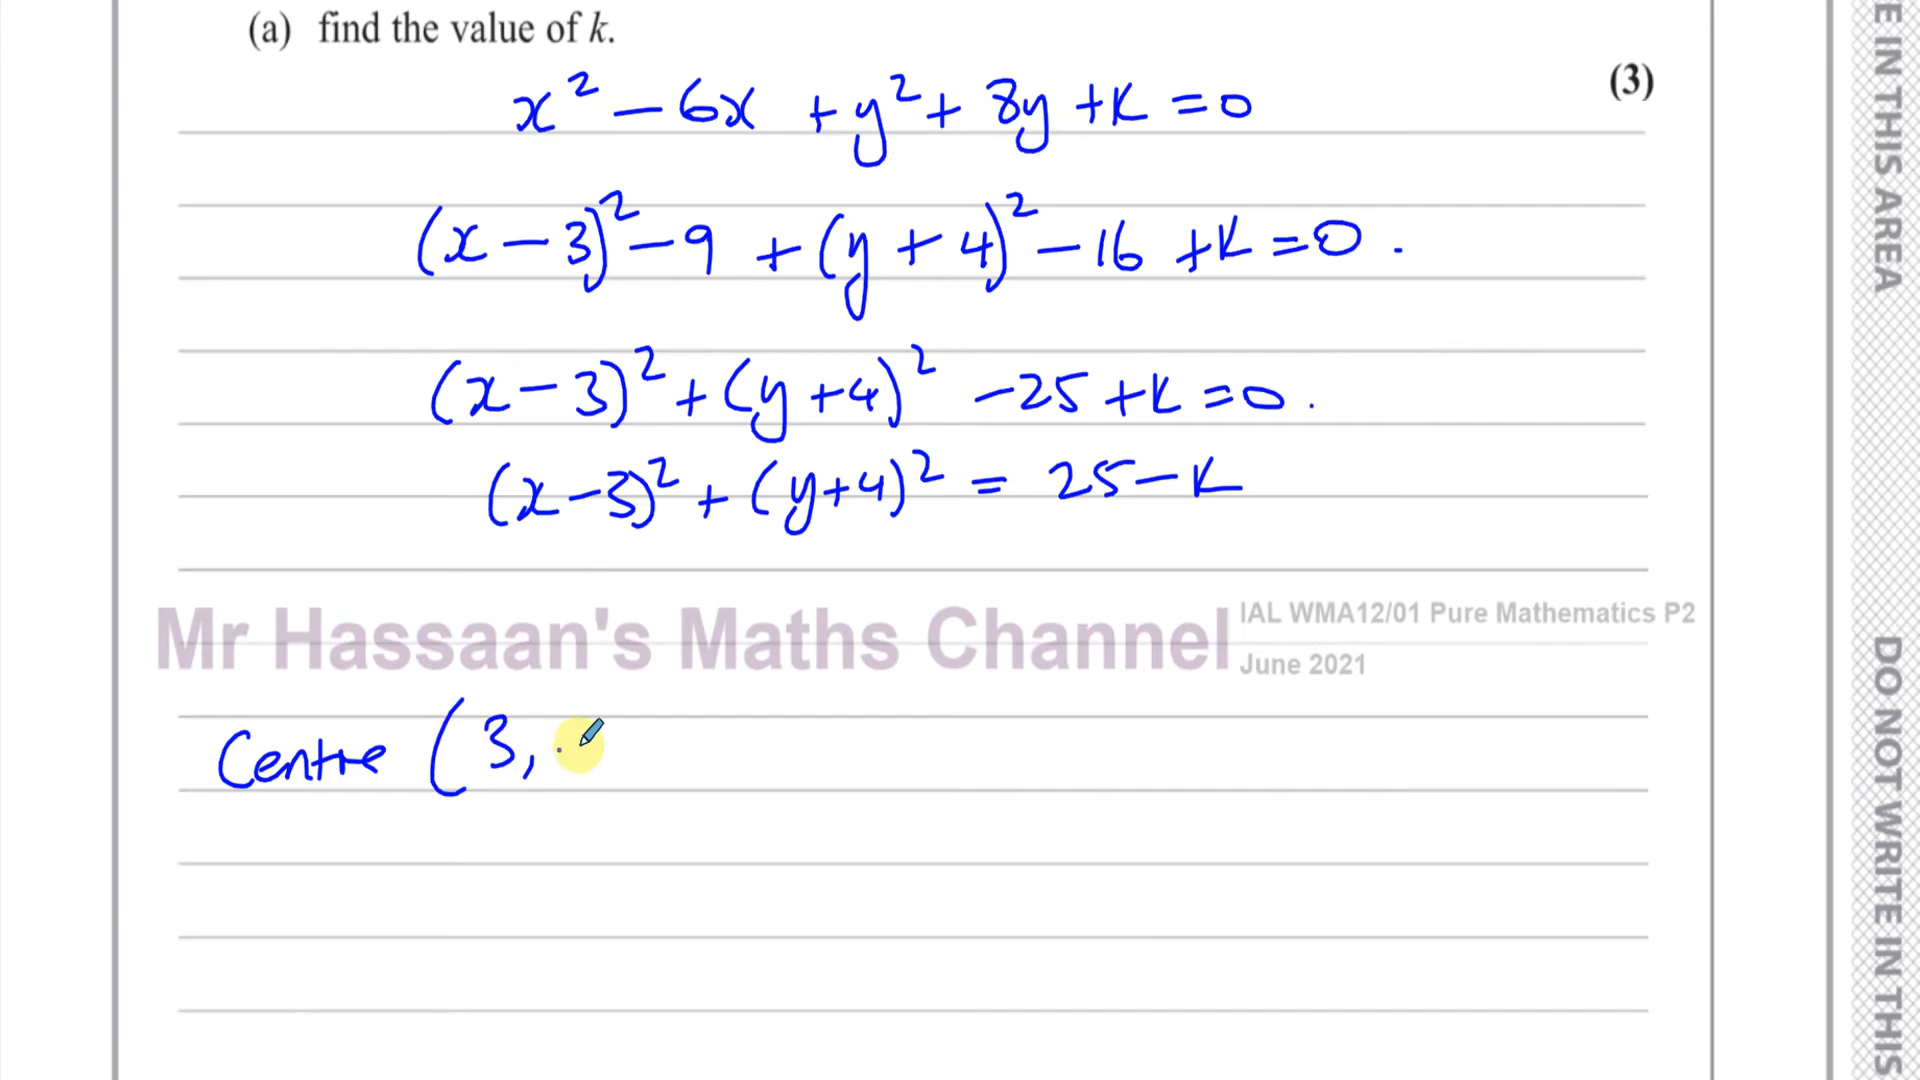 (a) find the value of k.
(3)
x² - 6x + y² + 8y + k = 0
(x - 3)² - 9 + (y + 4)² - 16 + k = 0 .
(x - 3)² + (y + 4)² - 25 + k = 0 .
(x - 3)² + (y + 4)² = 25 - k
Mr Hassaan's Maths Channel
IAL WMA12/01 Pure Mathematics P2
June 2021
Centre ( 3, .
E IN THIS AREA
DO NOT WRITE IN THIS